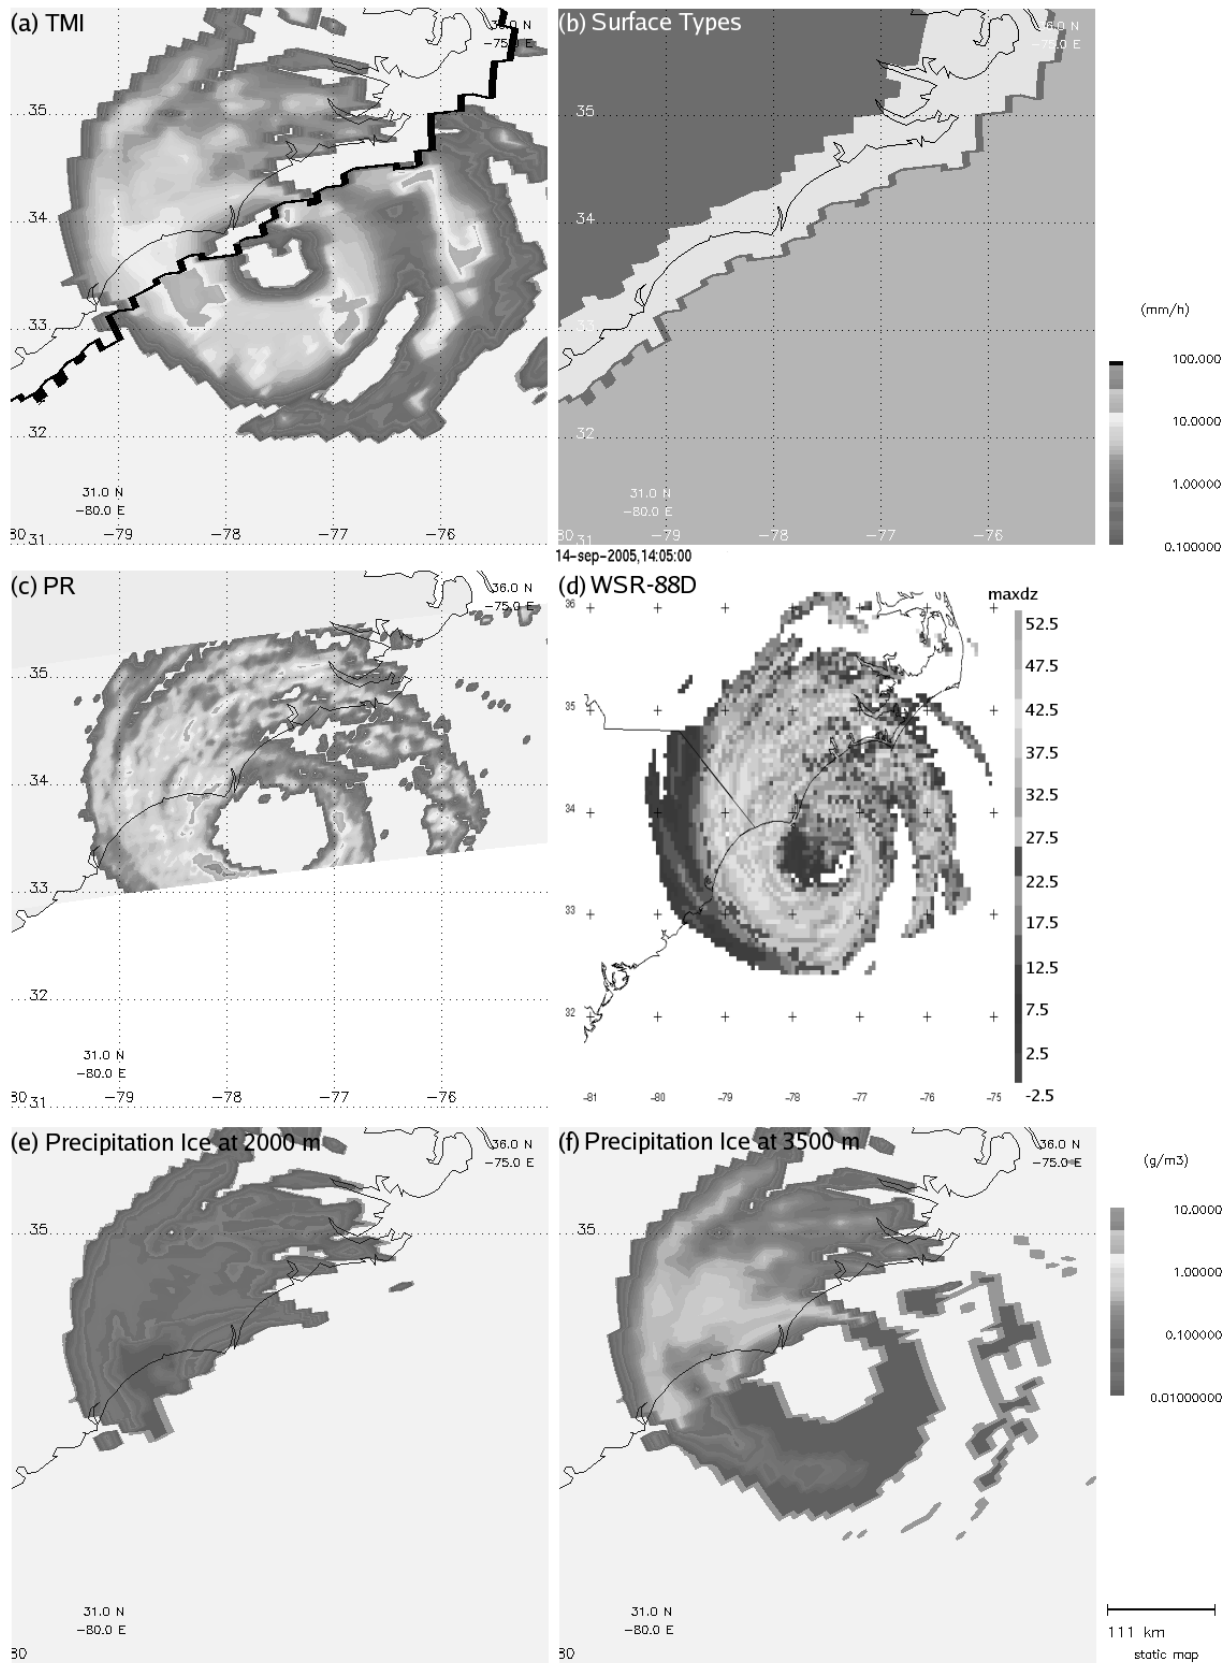 (a) TMI
36.0 N
-75.0 E
35
34
33
32
31.0 N
-80.0 E
80 31
-79
-78
-77
-76
(b) Surface Types
36.0 N
-75.0 E
35
34
33
32
31.0 N
-80.0 E
80 31
-79
-78
-77
-76
(mm/h)
100.000
10.0000
1.00000
0.100000
(c) PR
36.0 N
-75.0 E
35
34
33
32
31.0 N
-80.0 E
80 31
-79
-78
-77
-76
14-sep-2005,14:05:00
(d) WSR-88D
maxdz
36
35
34
33
32
-81
-80
-79
-78
-77
-76
-75
52.5
47.5
42.5
37.5
32.5
27.5
22.5
17.5
12.5
7.5
2.5
-2.5
(e) Precipitation Ice at 2000 m
36.0 N
-75.0 E
35
31.0 N
-80.0 E
80
(f) Precipitation Ice at 3500 m
36.0 N
-75.0 E
35
31.0 N
-80.0 E
80
(g/m3)
10.0000
1.00000
0.100000
0.01000000
111 km
static map